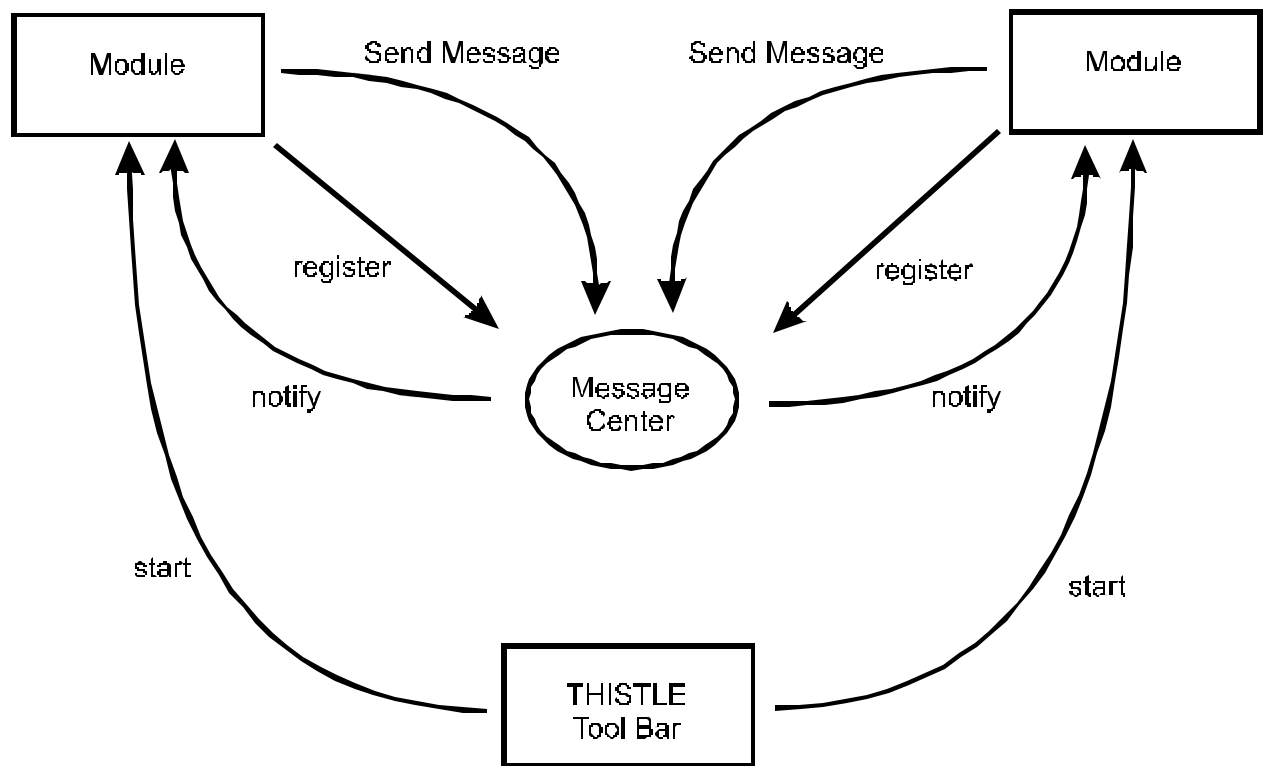 Module
Send Message
Send Message
Module
register
register
notify
Message
Center
notify
start
start
THISTLE
Tool Bar